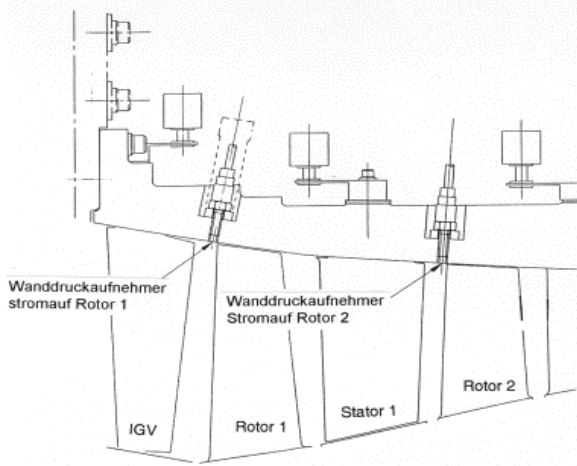 Wanddruckaufnehmer
stromauf Rotor 1
Wanddruckaufnehmer
Stromauf Rotor 2
IGV
Rotor 1
Stator 1
Rotor 2